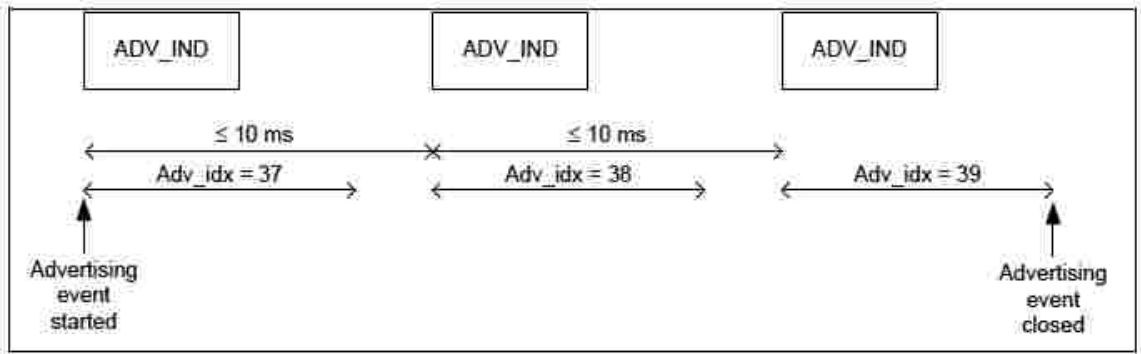 ADV_IND ADV_IND ADV_IND
≤ 10 ms ≤ 10 ms
Adv_idx = 37 Adv_idx = 38 Adv_idx = 39
Advertising
event
started
Advertising
event
closed